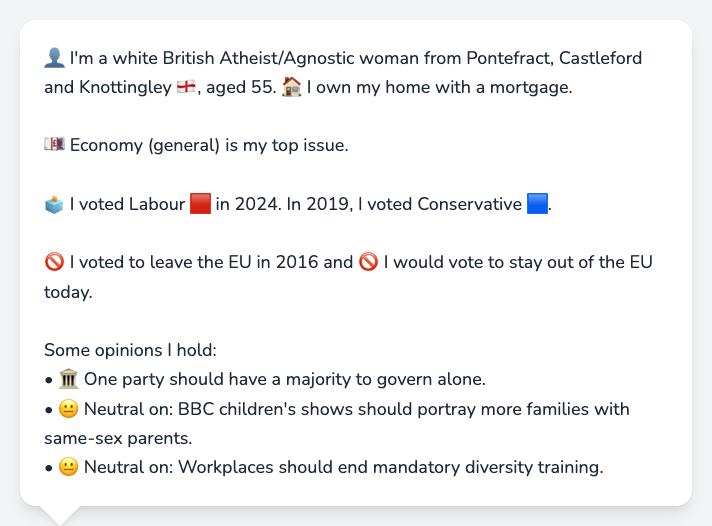 👤 I'm a white British Atheist/Agnostic woman from Pontefract, Castleford
and Knottingley 🏴󠁧󠁢󠁥󠁮󠁧󠁿, aged 55. 🏠 I own my home with a mortgage.
💷 Economy (general) is my top issue.
🗳️ I voted Labour 🟥 in 2024. In 2019, I voted Conservative 🟦.
🚫 I voted to leave the EU in 2016 and 🚫 I would vote to stay out of the EU
today.
Some opinions I hold:
• 🏛️ One party should have a majority to govern alone.
• 😐 Neutral on: BBC children's shows should portray more families with
same-sex parents.
• 😐 Neutral on: Workplaces should end mandatory diversity training.